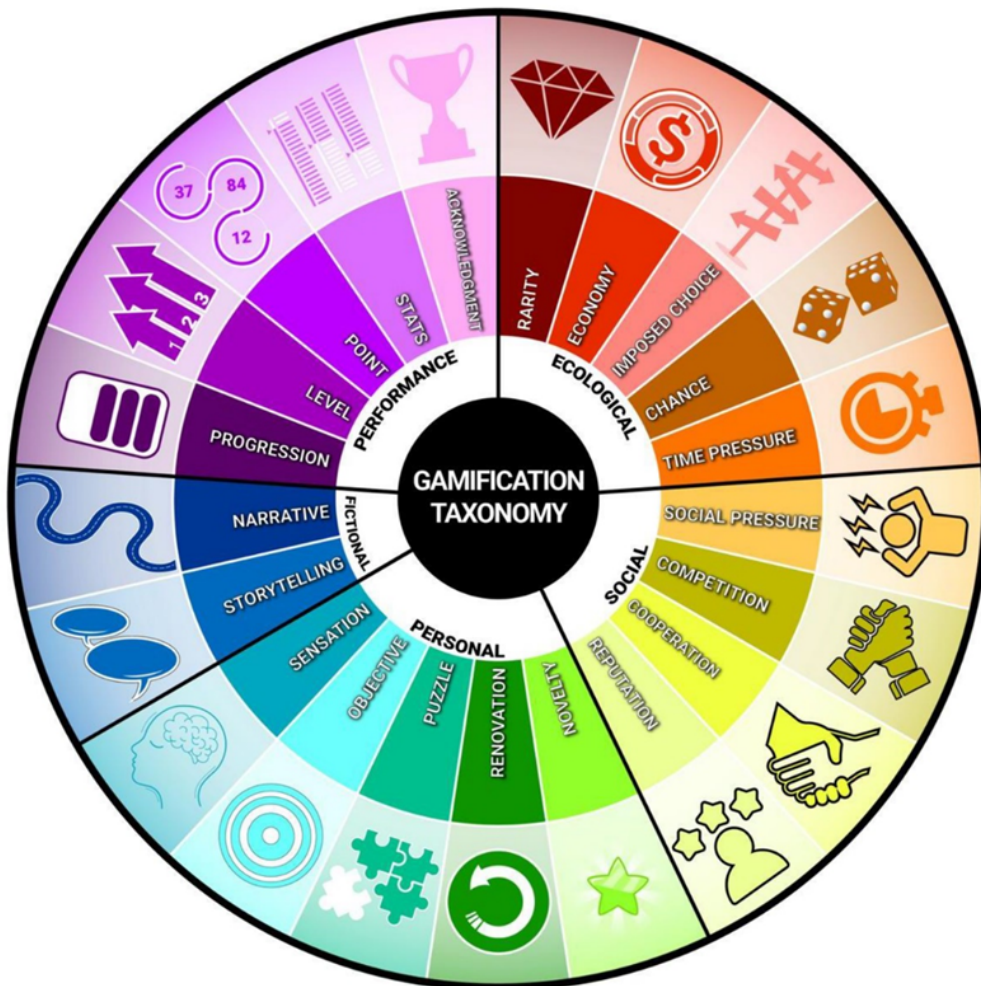 GAMIFICATION
TAXONOMY
PERFORMANCE
ACKNOWLEDGMENT
STATS
POINT
37
84
12
LEVEL
1 2 3
PROGRESSION
ECOLOGICAL
RARITY
ECONOMY
$
IMPOSED CHOICE
CHANCE
TIME PRESSURE
SOCIAL
SOCIAL PRESSURE
COMPETITION
COOPERATION
REPUTATION
PERSONAL
NOVELTY
RENOVATION
PUZZLE
OBJECTIVE
SENSATION
FICTIONAL
STORYTELLING
NARRATIVE